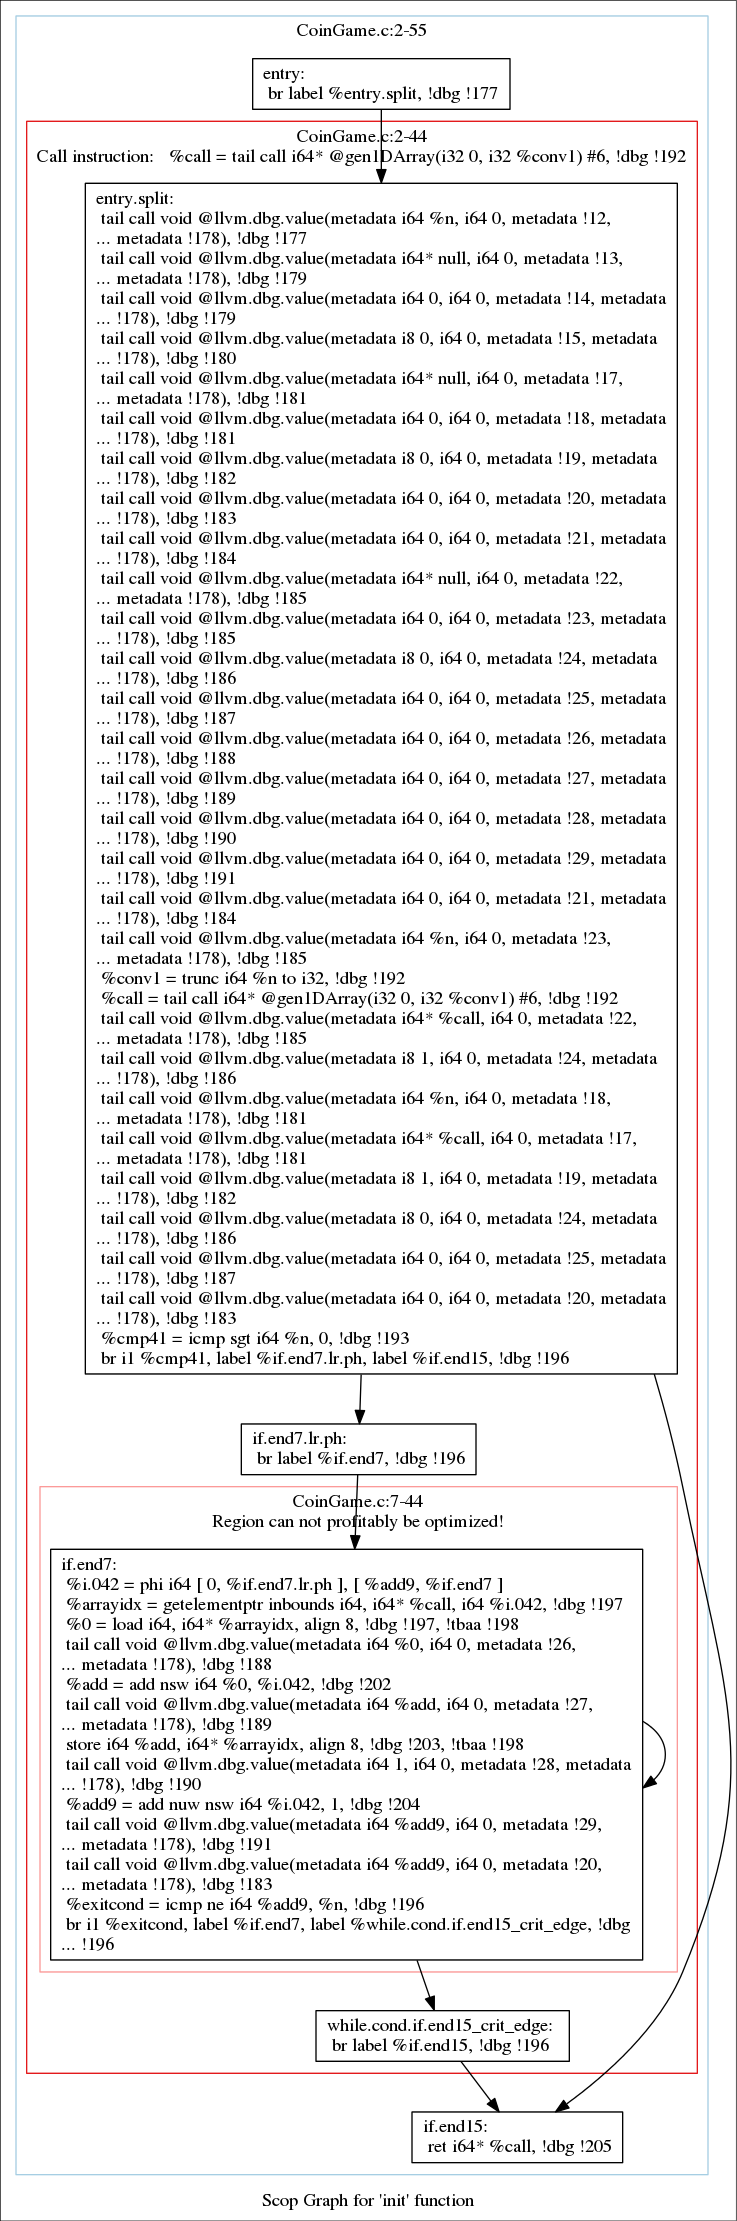 CoinGame.c:2-55
entry:
br label %entry.split, !dbg !177
CoinGame.c:2-44
Call instruction: %call = tail call i64* @gen1DArray(i32 0, i32 %conv1) #6, !dbg !192
entry.split:
tail call void @llvm.dbg.value(metadata i64 %n, i64 0, metadata !12,
... metadata !178), !dbg !177
tail call void @llvm.dbg.value(metadata i64* null, i64 0, metadata !13,
... metadata !178), !dbg !179
tail call void @llvm.dbg.value(metadata i64 0, i64 0, metadata !14, metadata
... !178), !dbg !179
tail call void @llvm.dbg.value(metadata i8 0, i64 0, metadata !15, metadata
... !178), !dbg !180
tail call void @llvm.dbg.value(metadata i64* null, i64 0, metadata !17,
... metadata !178), !dbg !181
tail call void @llvm.dbg.value(metadata i64 0, i64 0, metadata !18, metadata
... !178), !dbg !181
tail call void @llvm.dbg.value(metadata i8 0, i64 0, metadata !19, metadata
... !178), !dbg !182
tail call void @llvm.dbg.value(metadata i64 0, i64 0, metadata !20, metadata
... !178), !dbg !183
tail call void @llvm.dbg.value(metadata i64 0, i64 0, metadata !21, metadata
... !178), !dbg !184
tail call void @llvm.dbg.value(metadata i64* null, i64 0, metadata !22,
... metadata !178), !dbg !185
tail call void @llvm.dbg.value(metadata i64 0, i64 0, metadata !23, metadata
... !178), !dbg !185
tail call void @llvm.dbg.value(metadata i8 0, i64 0, metadata !24, metadata
... !178), !dbg !186
tail call void @llvm.dbg.value(metadata i64 0, i64 0, metadata !25, metadata
... !178), !dbg !187
tail call void @llvm.dbg.value(metadata i64 0, i64 0, metadata !26, metadata
... !178), !dbg !188
tail call void @llvm.dbg.value(metadata i64 0, i64 0, metadata !27, metadata
... !178), !dbg !189
tail call void @llvm.dbg.value(metadata i64 0, i64 0, metadata !28, metadata
... !178), !dbg !190
tail call void @llvm.dbg.value(metadata i64 0, i64 0, metadata !29, metadata
... !178), !dbg !191
tail call void @llvm.dbg.value(metadata i64 0, i64 0, metadata !21, metadata
... !178), !dbg !184
tail call void @llvm.dbg.value(metadata i64 %n, i64 0, metadata !23,
... metadata !178), !dbg !185
%conv1 = trunc i64 %n to i32, !dbg !192
%call = tail call i64* @gen1DArray(i32 0, i32 %conv1) #6, !dbg !192
tail call void @llvm.dbg.value(metadata i64* %call, i64 0, metadata !22,
... metadata !178), !dbg !185
tail call void @llvm.dbg.value(metadata i8 1, i64 0, metadata !24, metadata
... !178), !dbg !186
tail call void @llvm.dbg.value(metadata i64 %n, i64 0, metadata !18,
... metadata !178), !dbg !181
tail call void @llvm.dbg.value(metadata i64* %call, i64 0, metadata !17,
... metadata !178), !dbg !181
tail call void @llvm.dbg.value(metadata i8 1, i64 0, metadata !19, metadata
... !178), !dbg !182
tail call void @llvm.dbg.value(metadata i8 0, i64 0, metadata !24, metadata
... !178), !dbg !186
tail call void @llvm.dbg.value(metadata i64 0, i64 0, metadata !25, metadata
... !178), !dbg !187
tail call void @llvm.dbg.value(metadata i64 0, i64 0, metadata !20, metadata
... !178), !dbg !183
%cmp41 = icmp sgt i64 %n, 0, !dbg !193
br i1 %cmp41, label %if.end7.lr.ph, label %if.end15, !dbg !196
if.end7.lr.ph:
br label %if.end7, !dbg !196
CoinGame.c:7-44
Region can not profitably be optimized!
if.end7:
%i.042 = phi i64 [ 0, %if.end7.lr.ph ], [ %add9, %if.end7 ]
%arrayidx = getelementptr inbounds i64, i64* %call, i64 %i.042, !dbg !197
%0 = load i64, i64* %arrayidx, align 8, !dbg !197, !tbaa !198
tail call void @llvm.dbg.value(metadata i64 %0, i64 0, metadata !26,
... metadata !178), !dbg !188
%add = add nsw i64 %0, %i.042, !dbg !202
tail call void @llvm.dbg.value(metadata i64 %add, i64 0, metadata !27,
... metadata !178), !dbg !189
store i64 %add, i64* %arrayidx, align 8, !dbg !203, !tbaa !198
tail call void @llvm.dbg.value(metadata i64 1, i64 0, metadata !28, metadata
... !178), !dbg !190
%add9 = add nuw nsw i64 %i.042, 1, !dbg !204
tail call void @llvm.dbg.value(metadata i64 %add9, i64 0, metadata !29,
... metadata !178), !dbg !191
tail call void @llvm.dbg.value(metadata i64 %add9, i64 0, metadata !20,
... metadata !178), !dbg !183
%exitcond = icmp ne i64 %add9, %n, !dbg !196
br i1 %exitcond, label %if.end7, label %while.cond.if.end15_crit_edge, !dbg
... !196
while.cond.if.end15_crit_edge:
br label %if.end15, !dbg !196
if.end15:
ret i64* %call, !dbg !205
Scop Graph for 'init' function